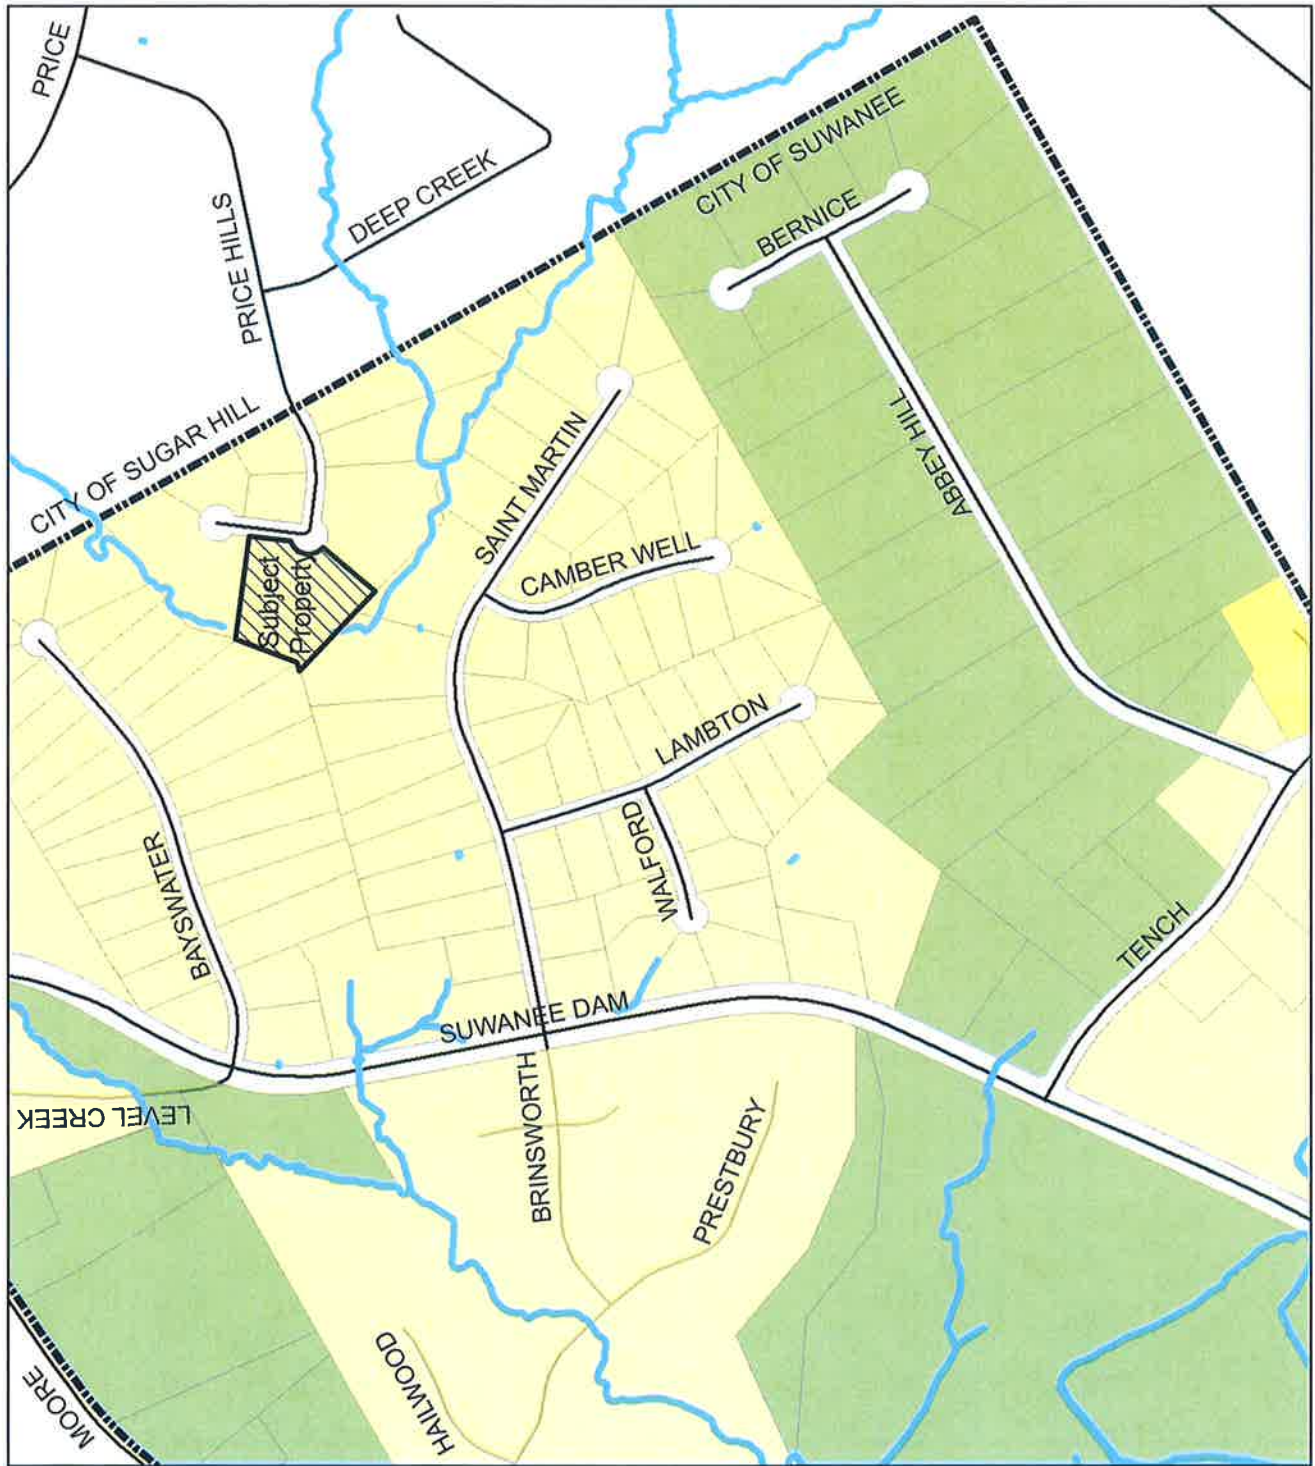 PRICE
PRICE HILLS
DEEP CREEK
CITY OF SUWANEE
BERNICE
CITY OF SUGAR HILL
SAINT MARTIN
ABBEY HILL
CAMBER WELL
Subject
Property
LAMBTON
WALFORD
BAYSWATER
TENCH
SUWANEE DAM
LEVEL CREEK
BRINSWORTH
PRESTBURY
HAILWOOD
MOORE